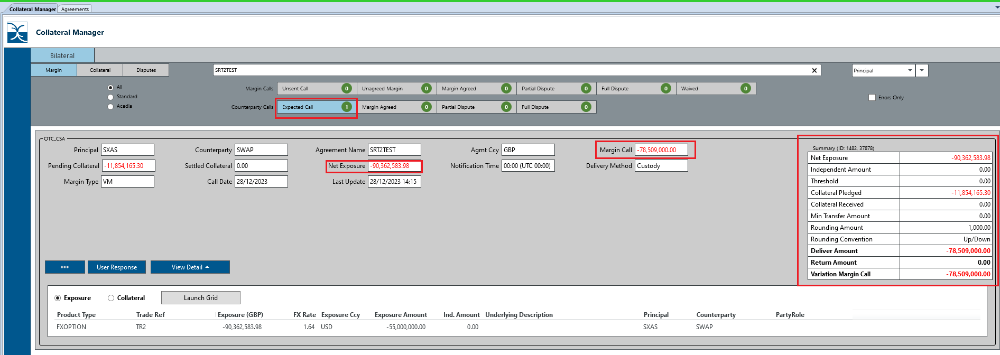 Collateral Manager Agreements
Collateral Manager
Bilateral
Margin Collateral Disputes SRT2TEST Principal
All Margin Calls Unsent Call 0 Unagreed Margin 0 Margin Agreed 0 Partial Dispute 0 Full Dispute 0 Waived 0
Standard Errors Only
Acadia Counterparty Calls Expected Call 1 Margin Agreed 0 Partial Dispute 0 Full Dispute 0
OTC_CSA
Principal SXAS Counterparty SWAP Agreement Name SRT2TEST Agmt Ccy GBP Margin Call -78,509,000.00
Pending Collateral -11,854,165.30 Settled Collateral 0.00 Net Exposure -90,362,583.98 Notification Time 00:00 (UTC 00:00) Delivery Method Custody
Margin Type VM Call Date 28/12/2023 Last Update 28/12/2023 14:15
Summary (ID: 1482, 37878)
Net Exposure -90,362,583.98
Independent Amount 0.00
Threshold 0.00
Collateral Pledged -11,854,165.30
Collateral Received 0.00
Min Transfer Amount 0.00
Rounding Amount 1,000.00
Rounding Convention Up/Down
Deliver Amount -78,509,000.00
Return Amount 0.00
Variation Margin Call -78,509,000.00
••• User Response View Detail
Exposure Collateral Launch Grid
Product Type Trade Ref Exposure (GBP) FX Rate Exposure Ccy Exposure Amount Ind. Amount Underlying Description Principal Counterparty PartyRole
FXOPTION TR2 -90,362,583.98 1.64 USD -55,000,000.00 0.00 SXAS SWAP